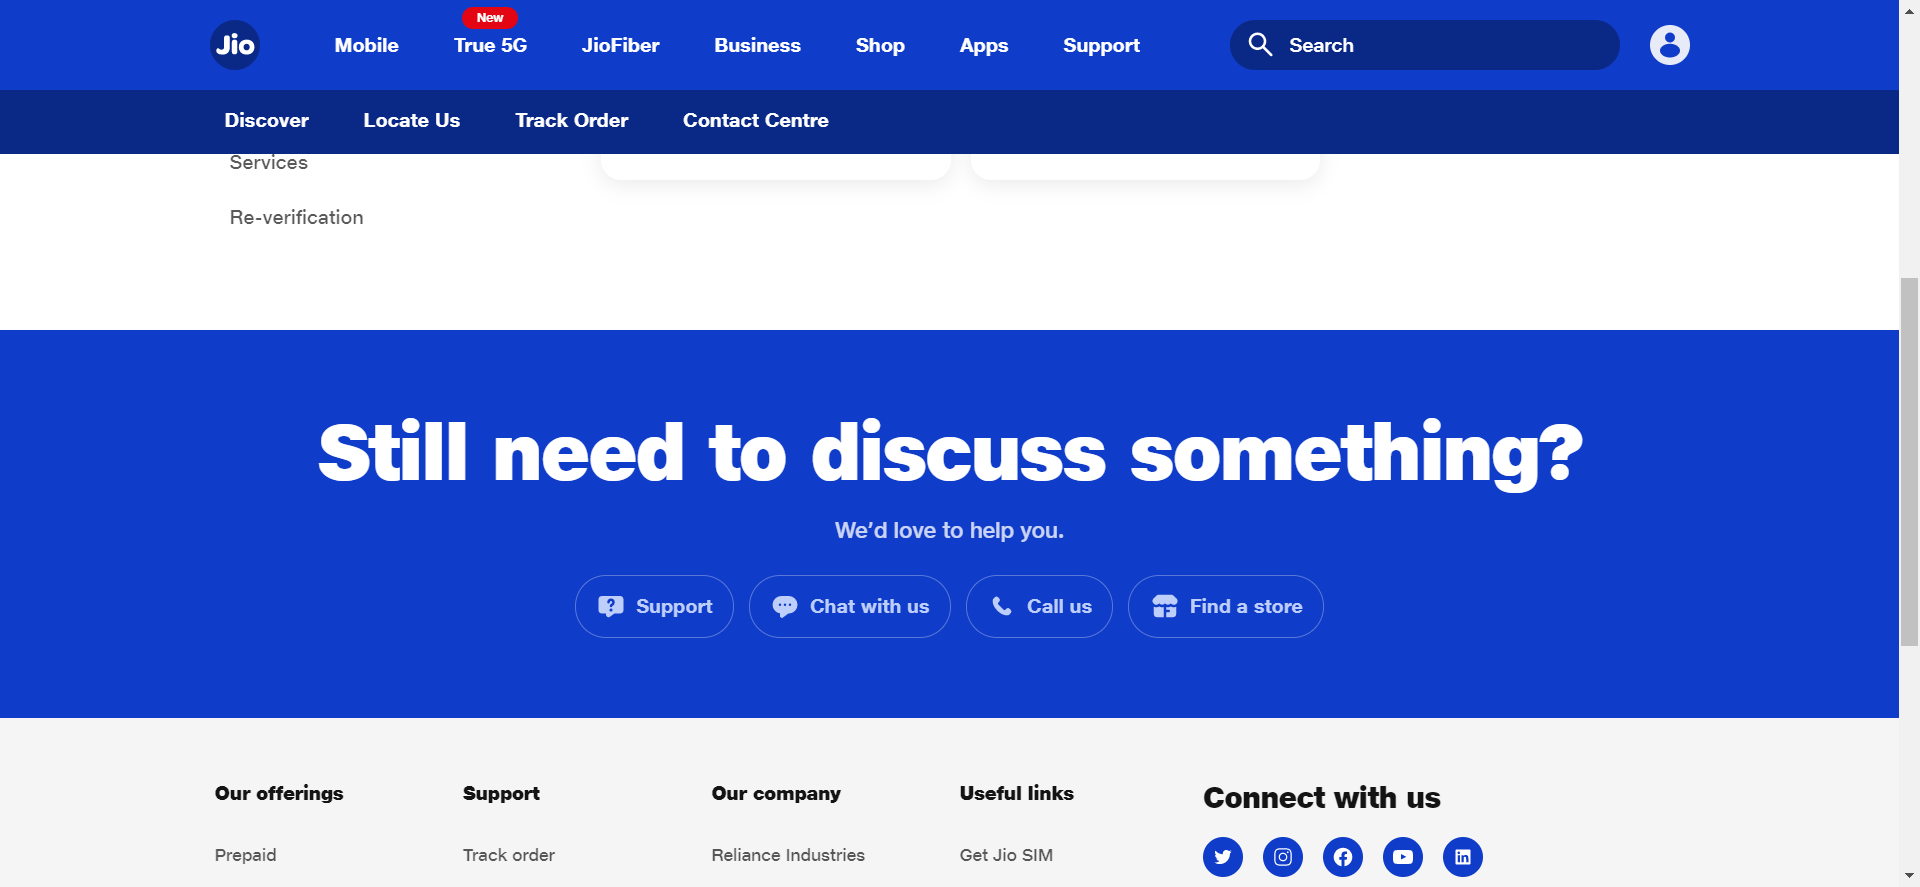 Jio
Mobile
New
True 5G
JioFiber
Business
Shop
Apps
Support
Search
Discover
Locate Us
Track Order
Contact Centre
Services
Re-verification
Still need to discuss something?
We’d love to help you.
Support
Chat with us
Call us
Find a store
Our offerings
Support
Our company
Useful links
Connect with us
Prepaid
Track order
Reliance Industries
Get Jio SIM